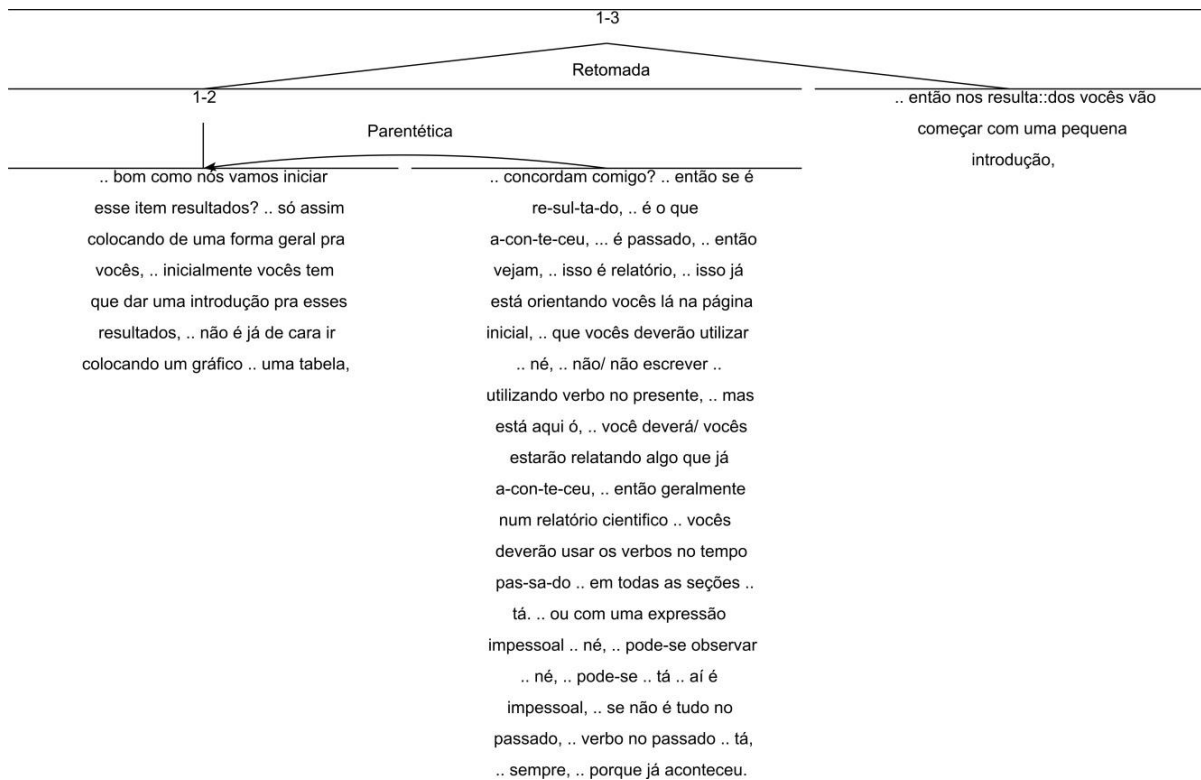 1-3
Retomada
1-2
Parentética
.. bom como nós vamos iniciar
esse item resultados? .. só assim
colocando de uma forma geral pra
vocês, .. inicialmente vocês tem
que dar uma introdução pra esses
resultados, .. não é já de cara ir
colocando um gráfico .. uma tabela,
.. concordam comigo? .. então se é
re-sul-ta-do, .. é o que
a-con-te-ceu, ... é passado, .. então
vejam, .. isso é relatório, .. isso já
está orientando vocês lá na página
inicial, .. que vocês deverão utilizar
.. né, .. não/ não escrever ..
utilizando verbo no presente, .. mas
está aqui ó, .. você deverá/ vocês
estarão relatando algo que já
a-con-te-ceu, .. então geralmente
num relatório cientifico .. vocês
deverão usar os verbos no tempo
pas-sa-do .. em todas as seções ..
tá. .. ou com uma expressão
impessoal .. né, .. pode-se observar
.. né, .. pode-se .. tá .. aí é
impessoal, .. se não é tudo no
passado, .. verbo no passado .. tá,
.. sempre, .. porque já aconteceu.
.. então nos resulta::dos vocês vão
começar com uma pequena
introdução,